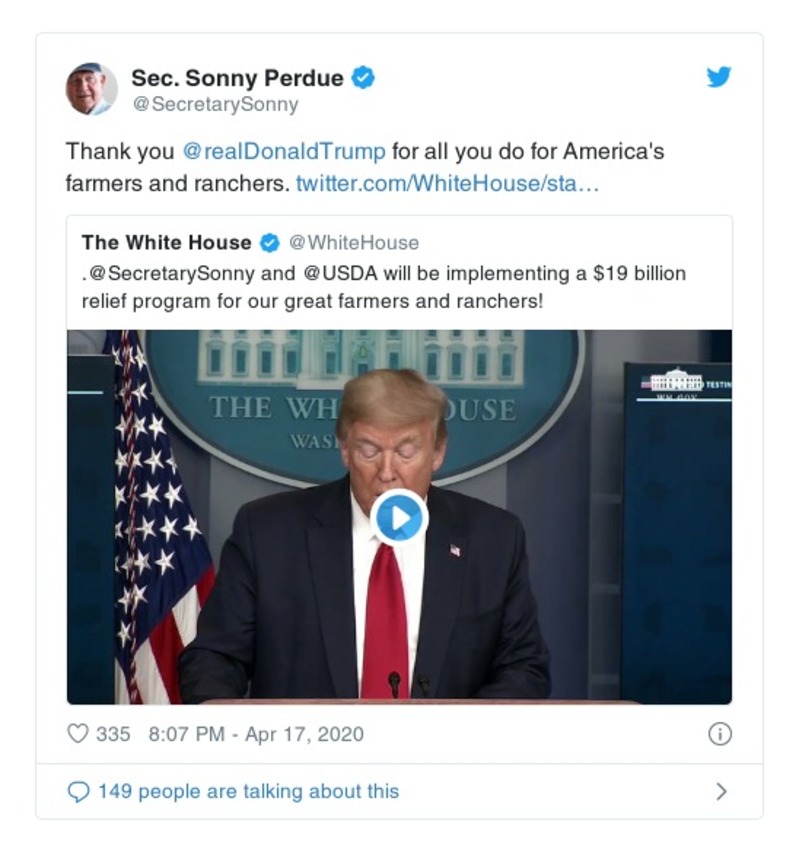 Sec. Sonny Perdue
@SecretarySonny
Thank you @realDonaldTrump for all you do for America's
farmers and ranchers. twitter.com/WhiteHouse/sta…
The White House @WhiteHouse
.@SecretarySonny and @USDA will be implementing a $19 billion
relief program for our great farmers and ranchers!
THE WH OUSE
WAS
TESTIN
WH.GOV
335 8:07 PM - Apr 17, 2020
149 people are talking about this